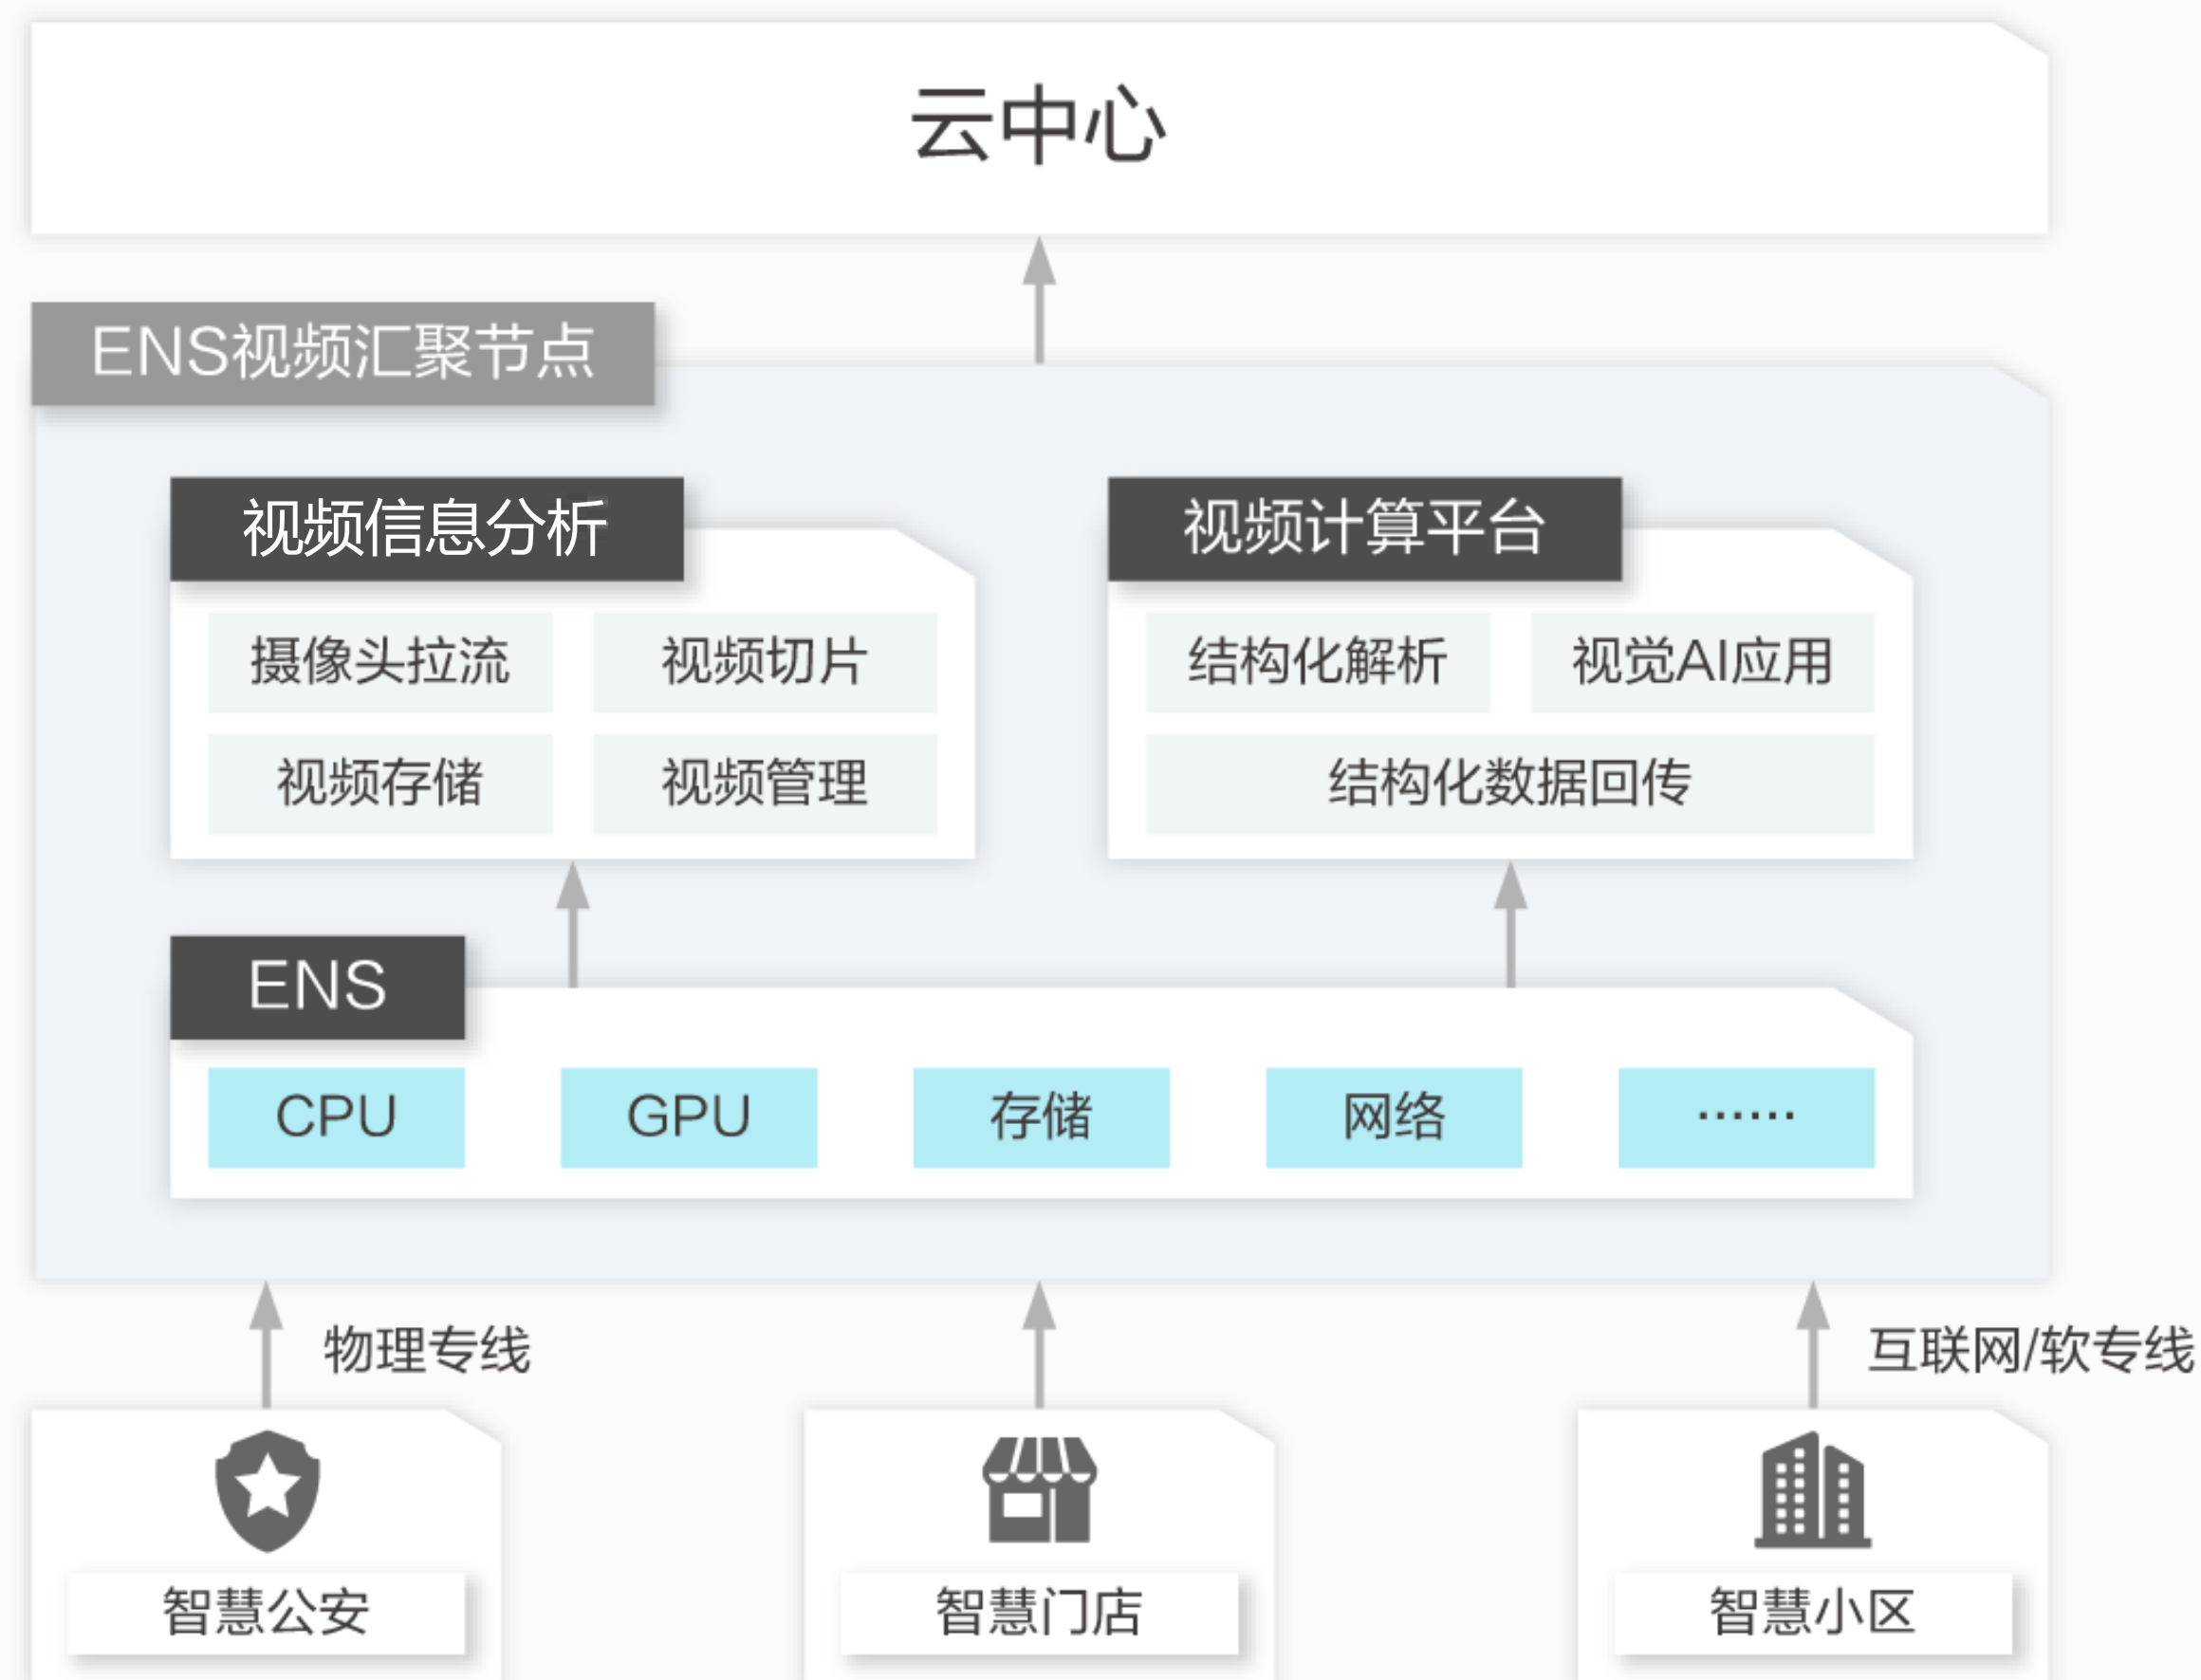 云中心
ENS视频汇聚节点
视频信息分析
视频计算平台
摄像头拉流
视频切片
结构化解析
视觉AI应用
视频存储
视频管理
结构化数据回传
ENS
CPU
GPU
存储
网络
······
物理专线
互联网/软专线
智慧公安
智慧门店
智慧小区